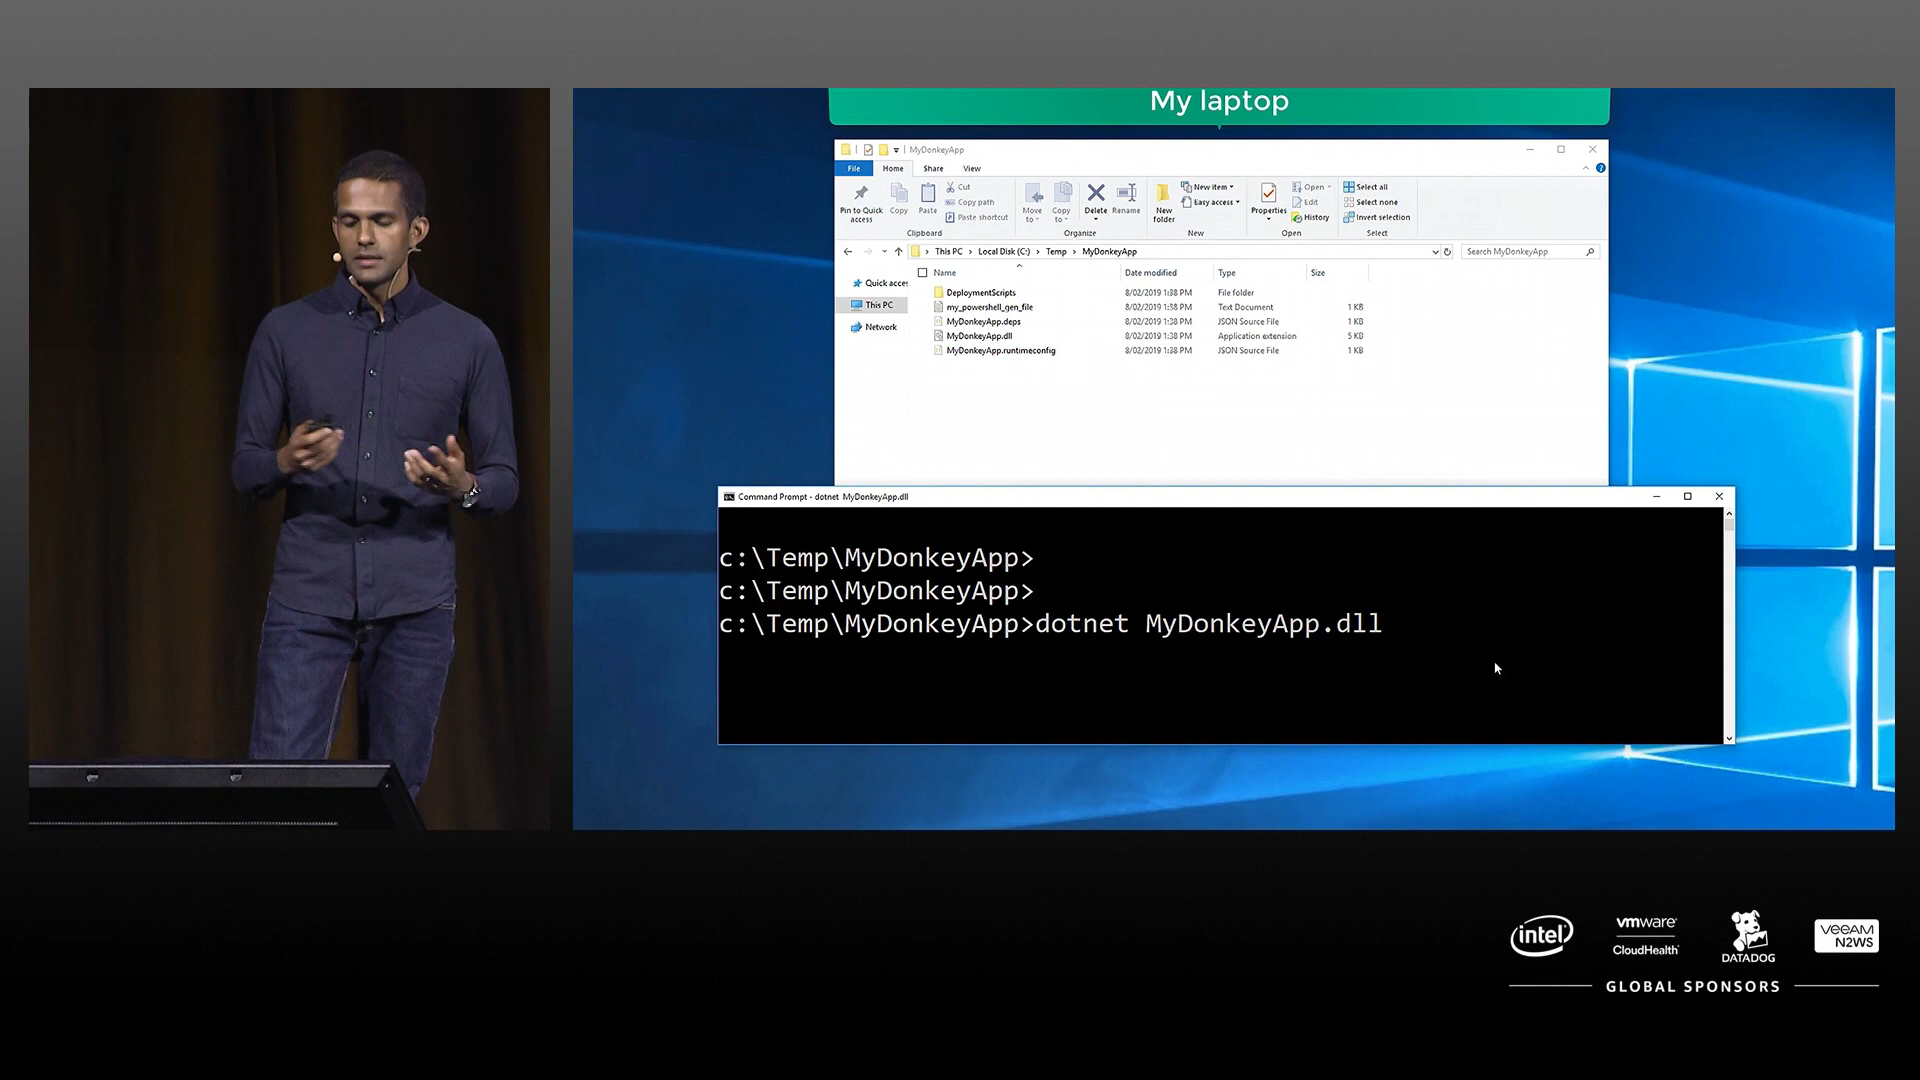 My laptop
MyDonkeyApp
File Home Share View
Pin to Quick access
Copy
Paste
Cut
Copy path
Paste shortcut
Clipboard
Move to
Copy to
Delete
Rename
Organize
New folder
New item
Easy access
New
Properties
Open
Edit
History
Open
Select all
Select none
Invert selection
Select
This PC > Local Disk (C:) > Temp > MyDonkeyApp
Search MyDonkeyApp
Name Date modified Type Size
Quick acces
This PC
Network
DeploymentScripts 8/02/2019 1:38 PM File folder
my_powershell_gen_file 8/02/2019 1:38 PM Text Document 1 KB
MyDonkeyApp.deps 8/02/2019 1:38 PM JSON Source File 1 KB
MyDonkeyApp.dll 8/02/2019 1:38 PM Application extension 5 KB
MyDonkeyApp.runtimeconfig 8/02/2019 1:38 PM JSON Source File 1 KB
Command Prompt - dotnet MyDonkeyApp.dll
c:\Temp\MyDonkeyApp>
c:\Temp\MyDonkeyApp>
c:\Temp\MyDonkeyApp>dotnet MyDonkeyApp.dll
intel
vmware
CloudHealth
DATADOG
VEEAM
N2WS
GLOBAL SPONSORS